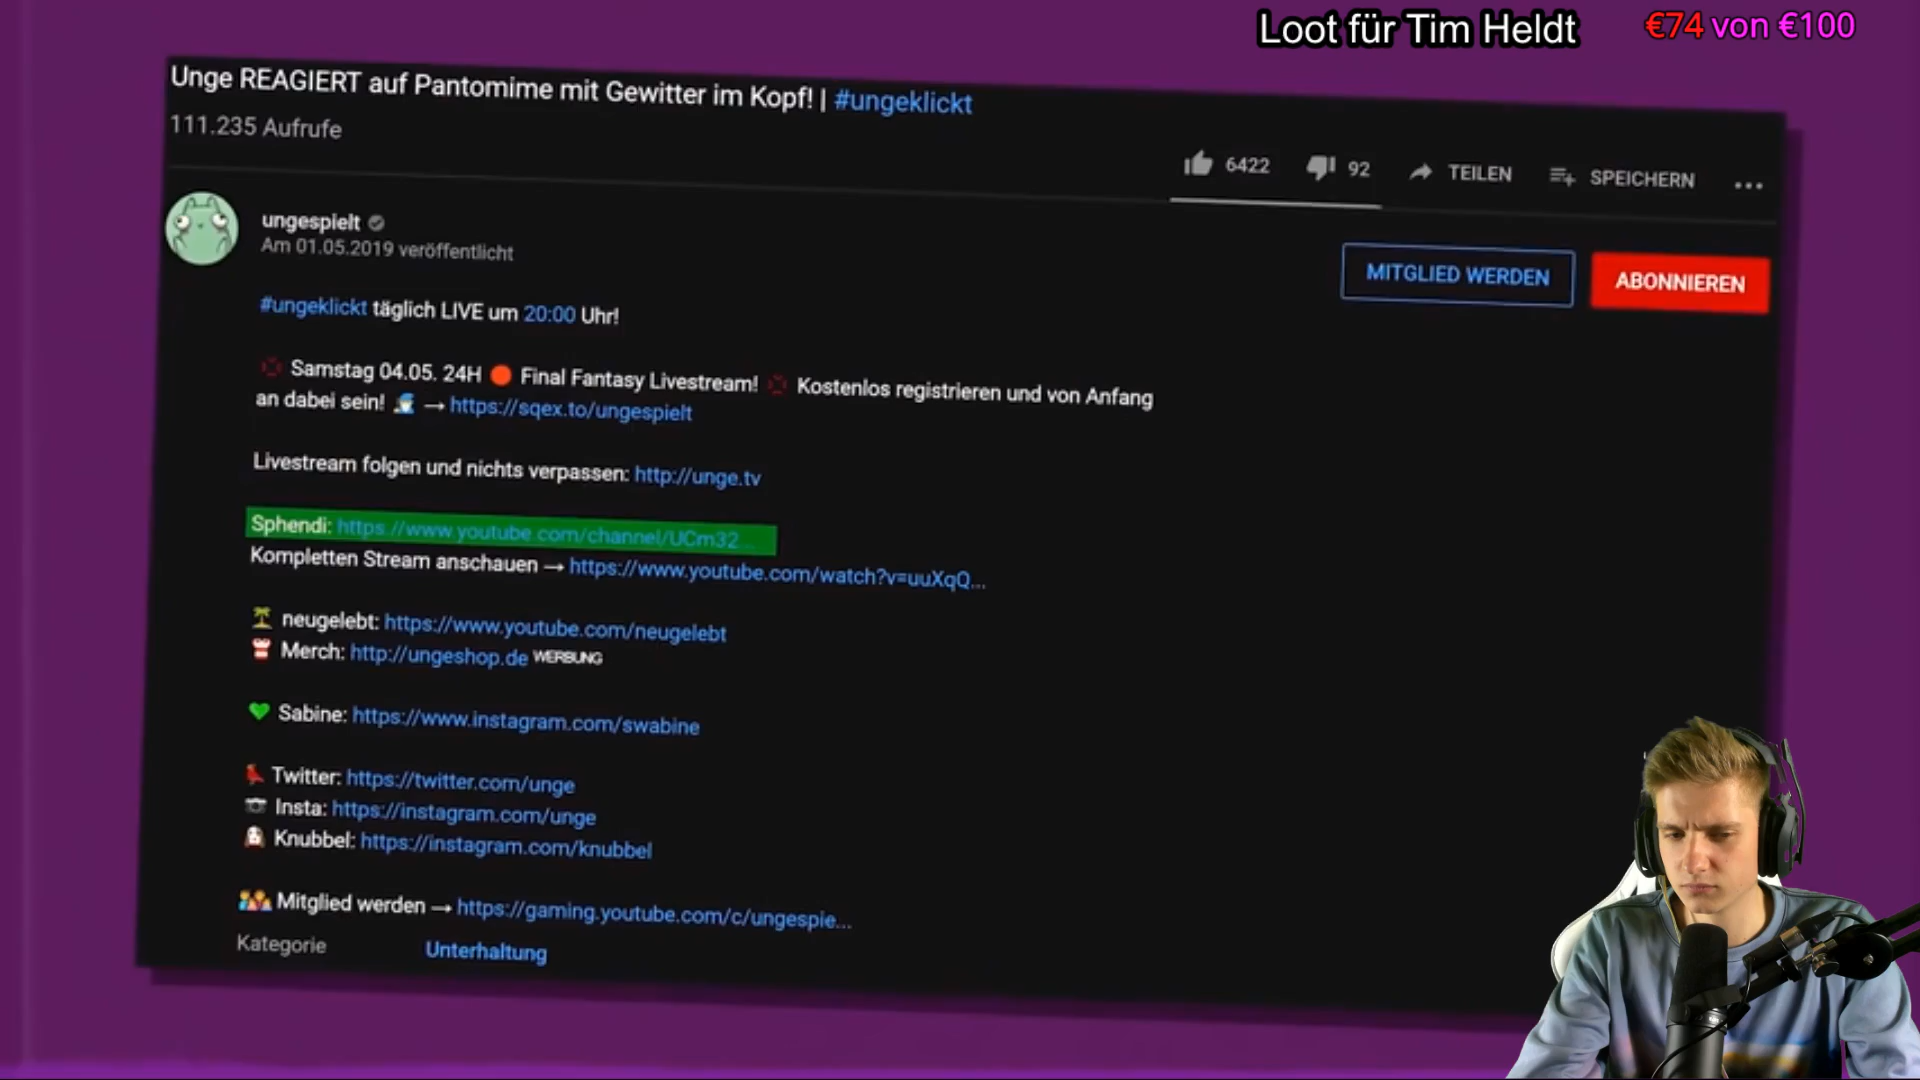 Loot für Tim Heldt €74 von €100
Unge REAGIERT auf Pantomime mit Gewitter im Kopf! | #ungeklickt
111.235 Aufrufe
6422 92 TEILEN SPEICHERN
ungespielt
Am 01.05.2019 veröffentlicht
MITGLIED WERDEN ABONNIEREN
#ungeklickt täglich LIVE um 20:00 Uhr!
Samstag 04.05. 24H Final Fantasy Livestream! Kostenlos registrieren und von Anfang
an dabei sein! → https://sqex.to/ungespielt
Livestream folgen und nichts verpassen: http://unge.tv
Sphendi: https://www.youtube.com/channel/UCm32...
Kompletten Stream anschauen → https://www.youtube.com/watch?v=uuXqQ...
neugelebt: https://www.youtube.com/neugelebt
Merch: http://ungeshop.de WERBUNG
Sabine: https://www.instagram.com/swabine
Twitter: https://twitter.com/unge
Insta: https://instagram.com/unge
Knubbel: https://instagram.com/knubbel
Mitglied werden → https://gaming.youtube.com/c/ungespie...
Kategorie Unterhaltung